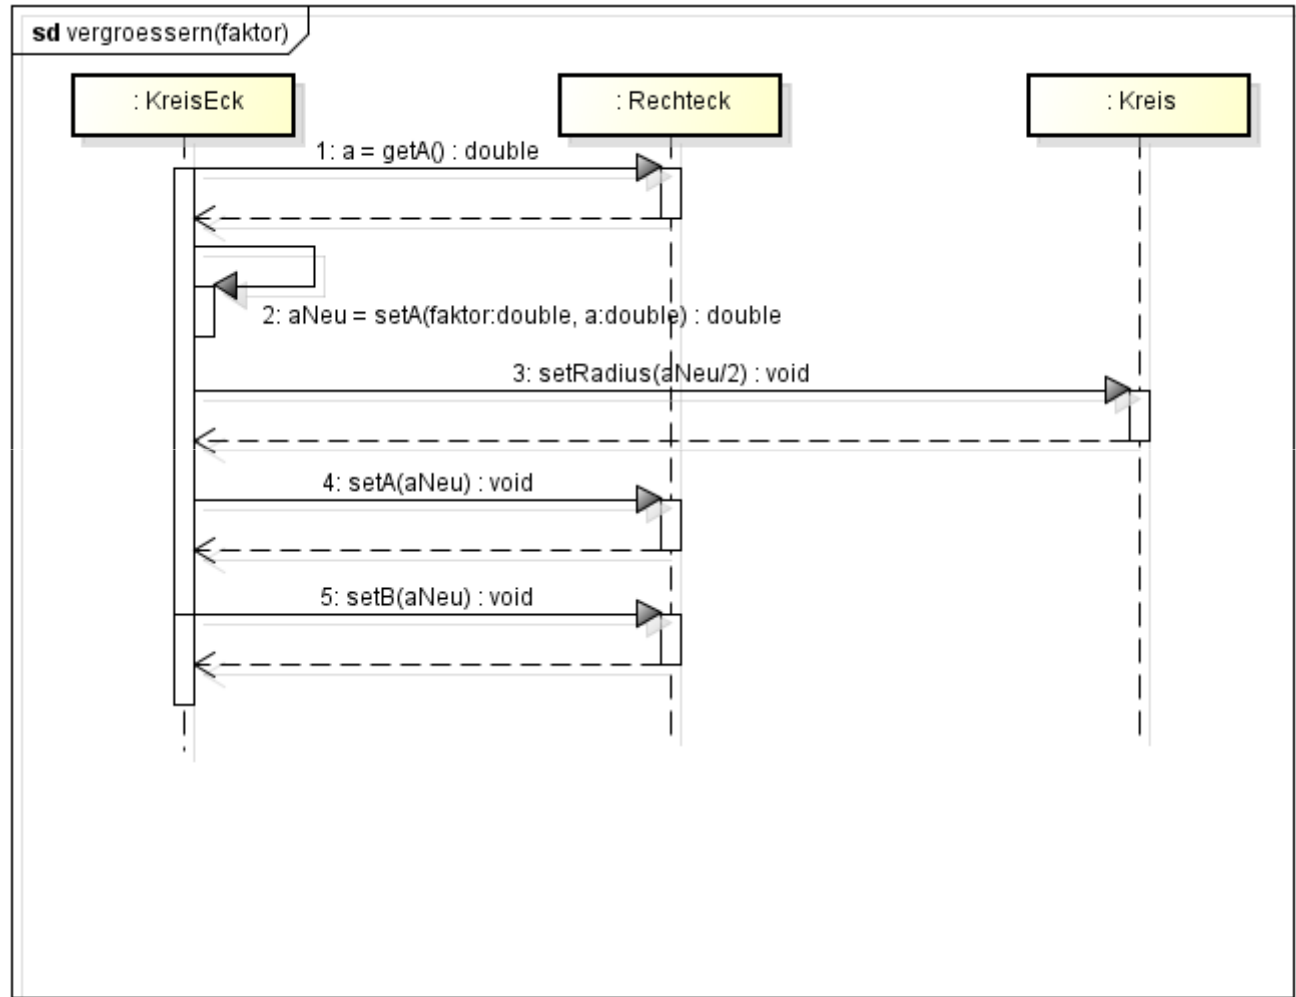 sd vergroessern(faktor)
: KreisEck
: Rechteck
: Kreis
1: a = getA() : double
2: aNeu = setA(faktor:double, a:double) : double
3: setRadius(aNeu/2) : void
4: setA(aNeu) : void
5: setB(aNeu) : void